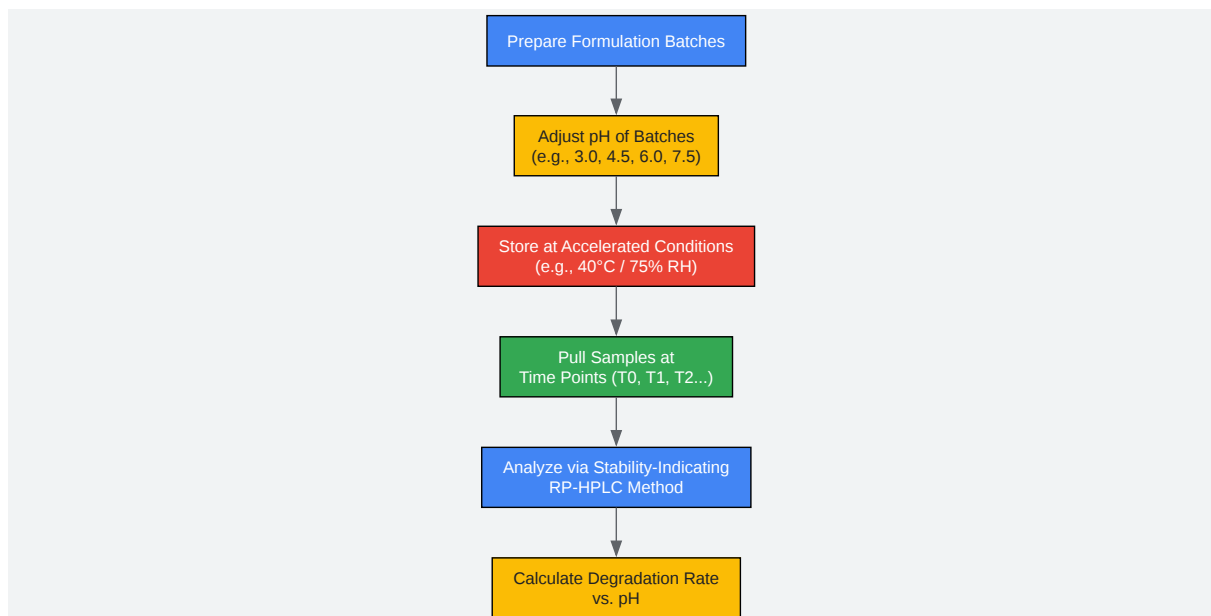 Prepare Formulation Batches
Adjust pH of Batches
(e.g., 3.0, 4.5, 6.0, 7.5)
Store at Accelerated Conditions
(e.g., 40°C / 75% RH)
Pull Samples at
Time Points (T0, T1, T2...)
Analyze via Stability-Indicating
RP-HPLC Method
Calculate Degradation Rate
vs. pH